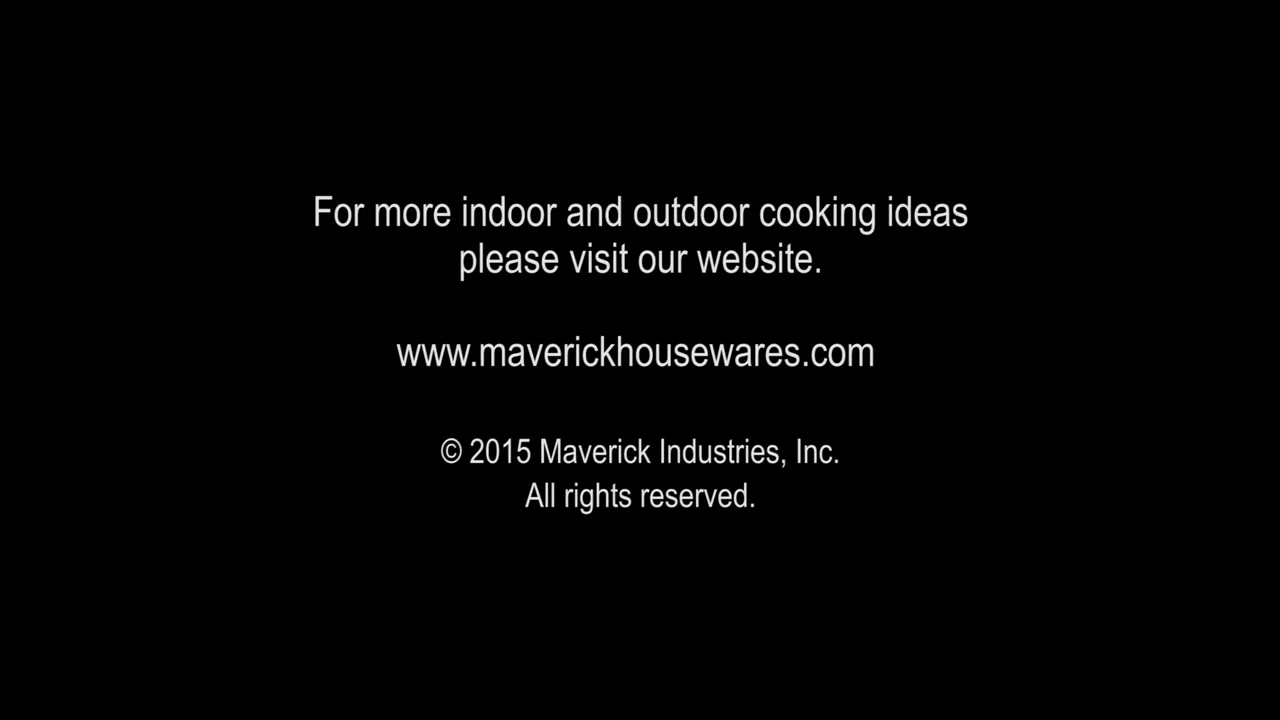 For more indoor and outdoor cooking ideas
please visit our website.
www.maverickhousewares.com
© 2015 Maverick Industries, Inc.
All rights reserved.